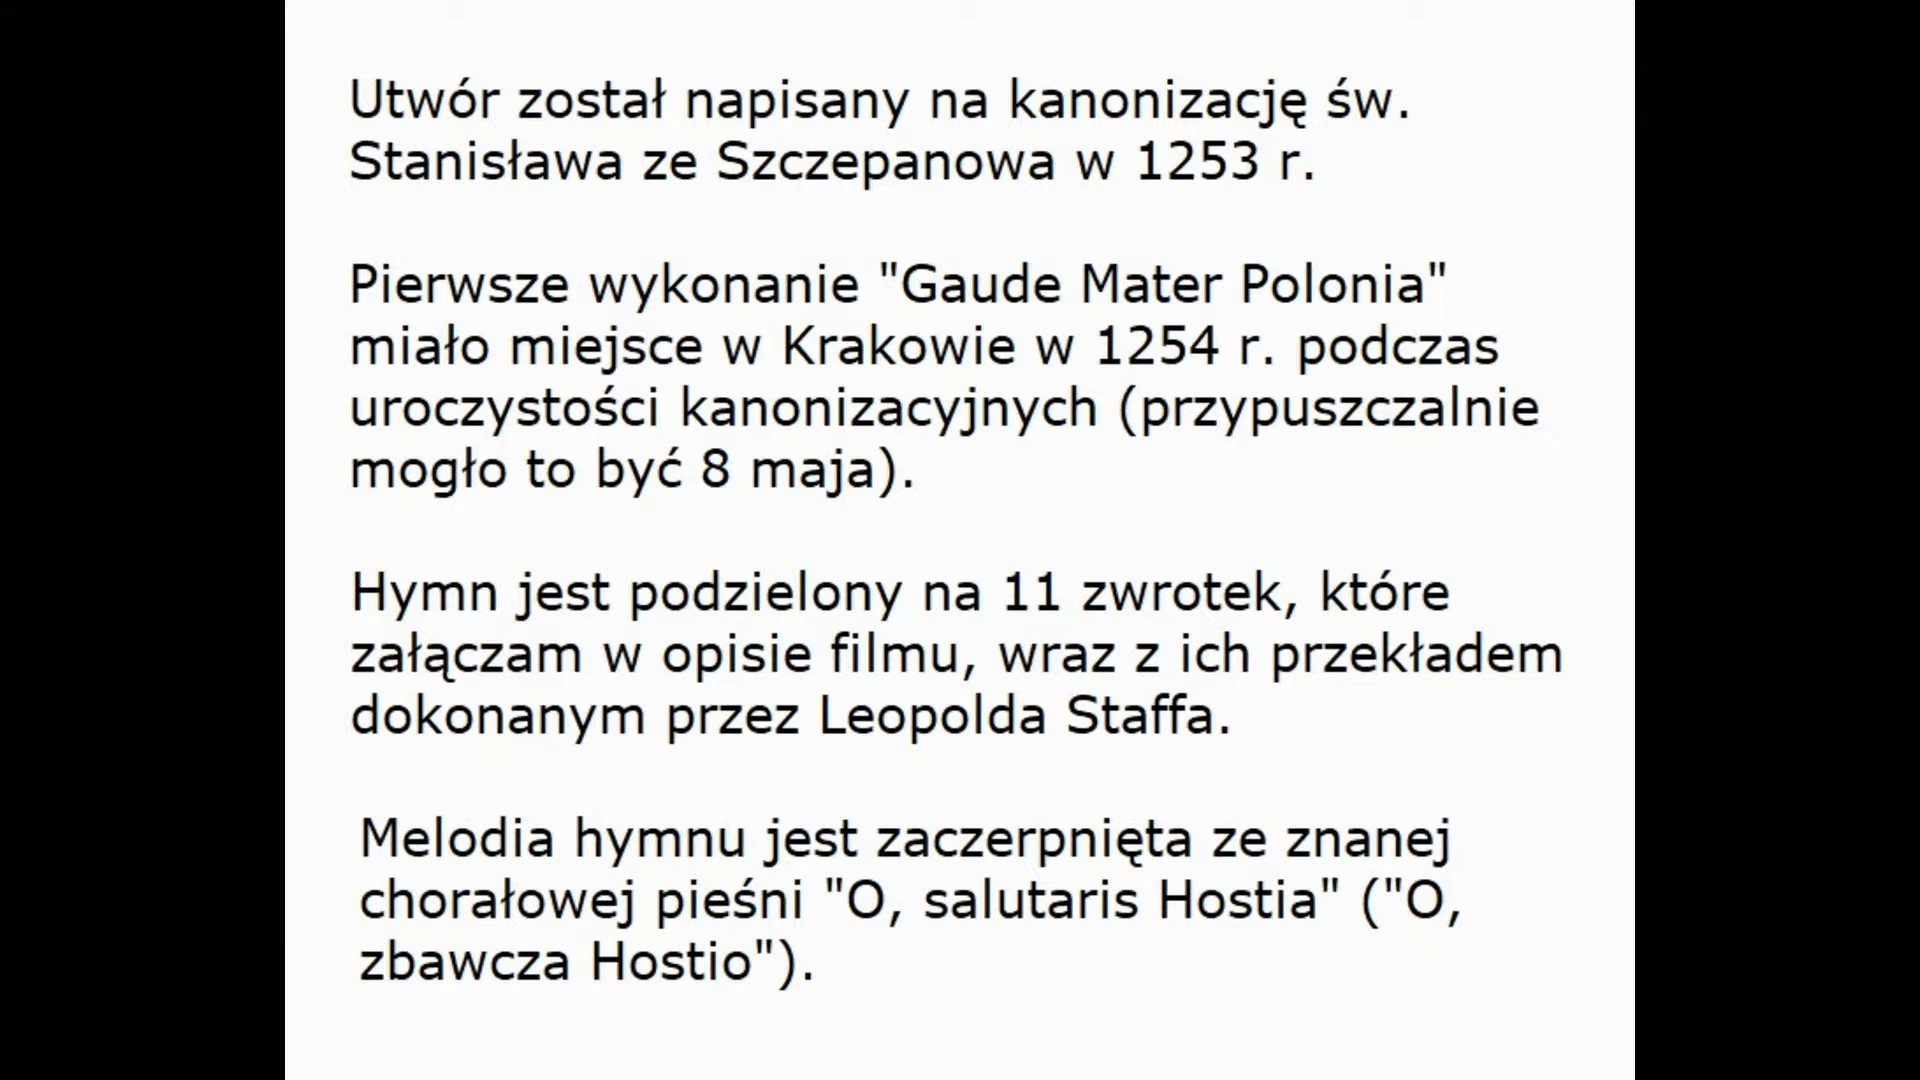 Utwór został napisany na kanonizację św.
Stanisława ze Szczepanowa w 1253 r.
Pierwsze wykonanie "Gaude Mater Polonia"
miało miejsce w Krakowie w 1254 r. podczas
uroczystości kanonizacyjnych (przypuszczalnie
mogło to być 8 maja).
Hymn jest podzielony na 11 zwrotek, które
załączam w opisie filmu, wraz z ich przekładem
dokonanym przez Leopolda Staffa.
Melodia hymnu jest zaczerpnięta ze znanej
chorałowej pieśni "O, salutaris Hostia" ("O,
zbawcza Hostio").